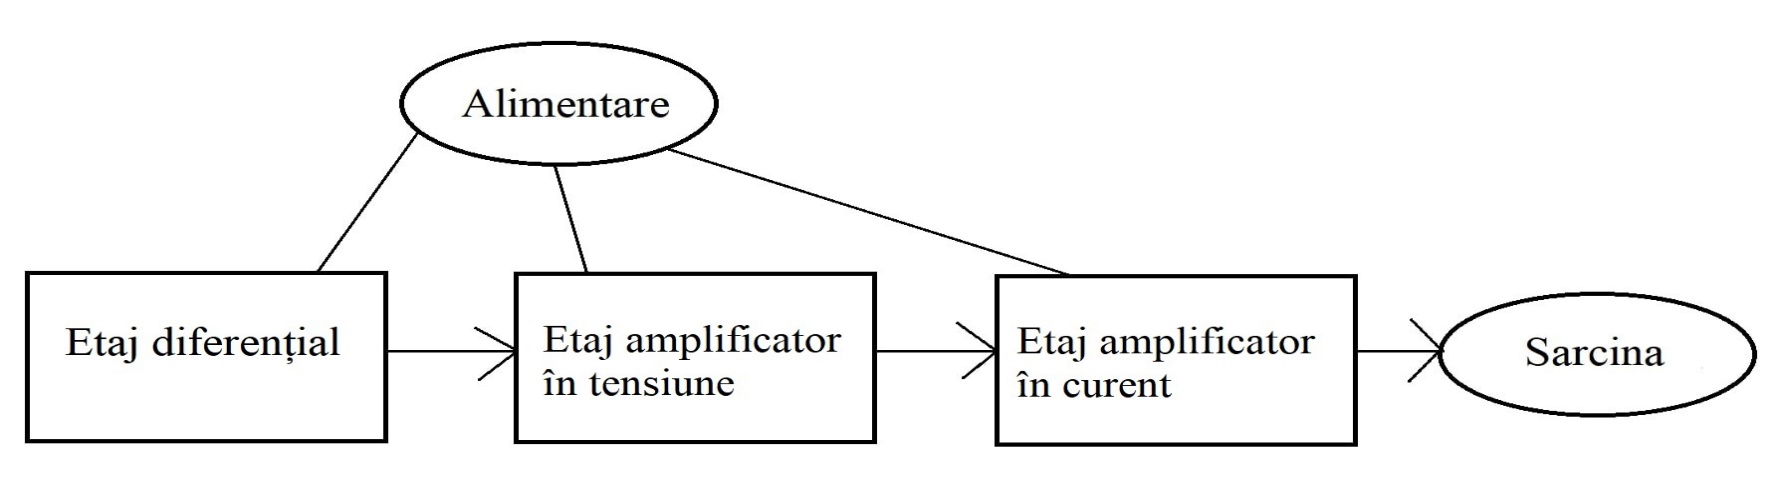 Alimentare
Etaj diferențial
Etaj amplificator
în tensiune
Etaj amplificator
în curent
Sarcina